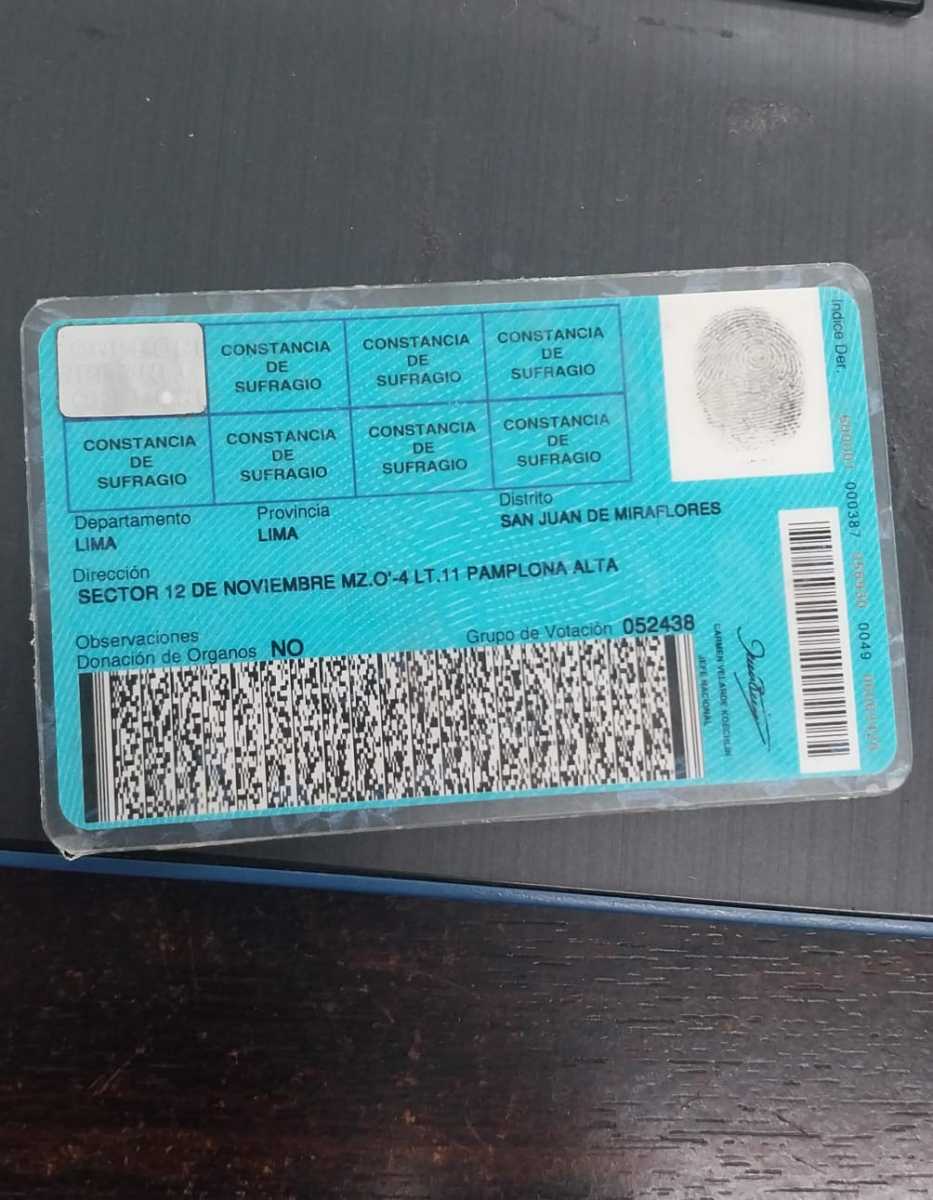 CONSTANCIA DE SUFRAGIO
CONSTANCIA DE SUFRAGIO
CONSTANCIA DE SUFRAGIO
CONSTANCIA DE SUFRAGIO
CONSTANCIA DE SUFRAGIO
CONSTANCIA DE SUFRAGIO
CONSTANCIA DE SUFRAGIO
Indice Der.
Departamento
LIMA
Provincia
LIMA
Distrito
SAN JUAN DE MIRAFLORES
Dirección
SECTOR 12 DE NOVIEMBRE MZ.O'-4 LT.11 PAMPLONA ALTA
Observaciones
Donación de Organos NO
Grupo de Votación 052438
CARMEN VELARDE KOECHLIN
JEFE NACIONAL
000387
0049